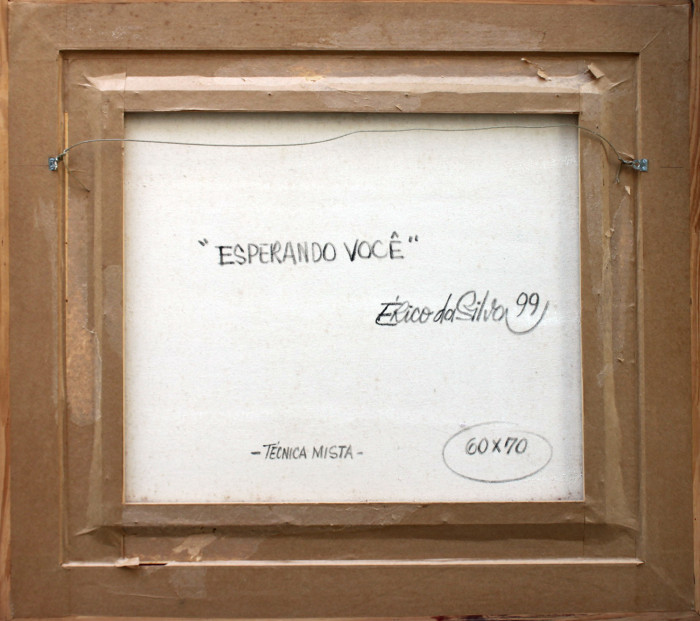 "ESPERANDO VOCÊ"
Érico da Silva 99
- TÉCNICA MISTA -
60X70